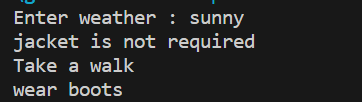 Enter weather : sunny
jacket is not required
Take a walk
wear boots